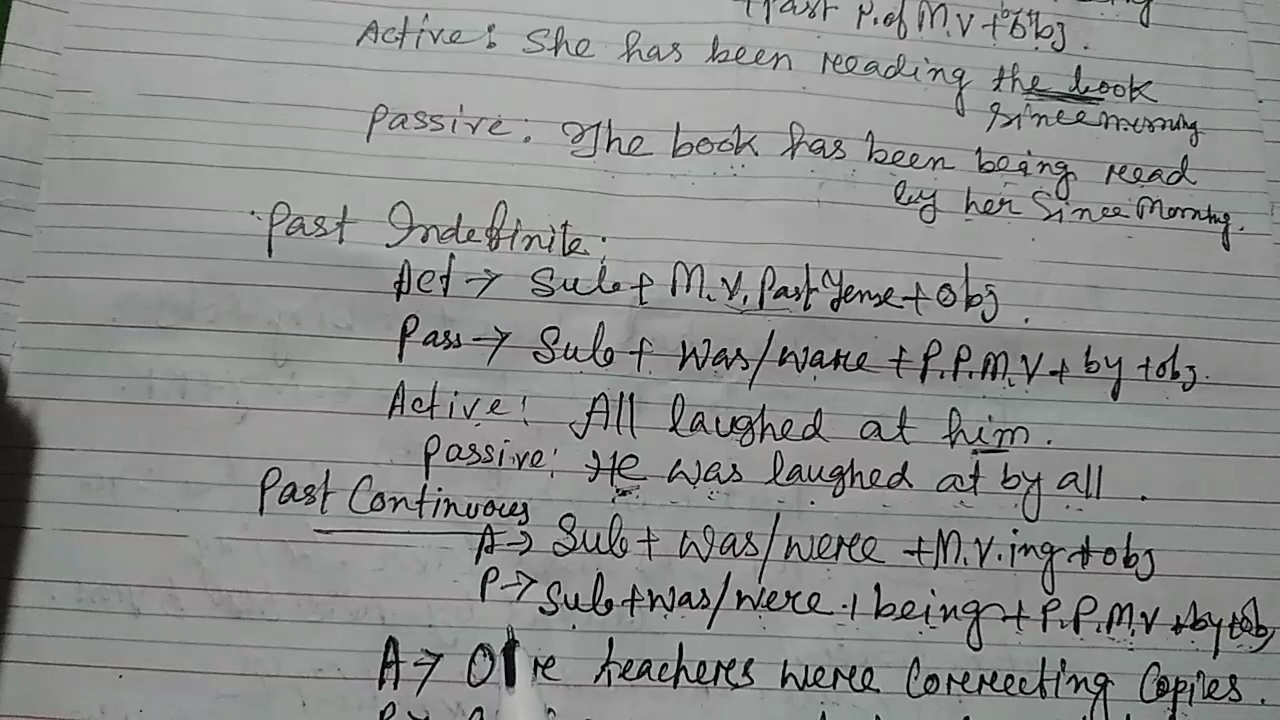 +Past P. of M.V + by obj.
Active: She has been reading the book
Since morning
Passive: The book has been being read
by her Since Morning.
Past Indefinite:
Act → Sub + M.V. Past Tense + Obj.
Pass → Sub + was/ware + P.P.M.V + by + obj.
Active: All laughed at him.
Passive: He was laughed at by all.
Past Continuous
A → Sub + was/were + M.V.ing + obj
P → Sub + was/were + being + P.P.M.V + by + obj
A → teachers were Correcting Copies.